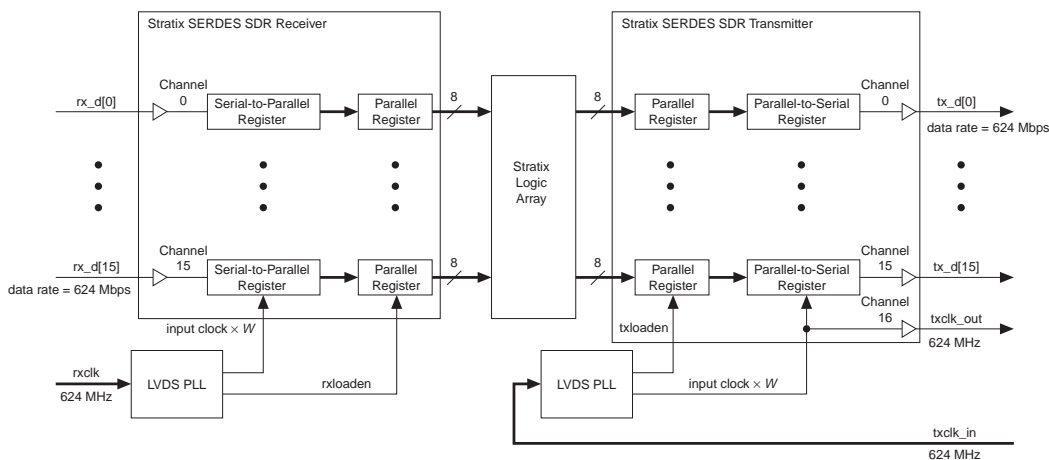 Stratix SERDES SDR Receiver
Stratix SERDES SDR Transmitter
rx_d[0]
Channel
0
Serial-to-Parallel
Register
Parallel
Register
8
8
Parallel
Register
Parallel-to-Serial
Register
Channel
0
tx_d[0]
data rate = 624 Mbps
Stratix
Logic
Array
rx_d[15]
data rate = 624 Mbps
Channel
15
Serial-to-Parallel
Register
Parallel
Register
8
8
Parallel
Register
Parallel-to-Serial
Register
Channel
15
tx_d[15]
Channel
16
txclk_out
624 MHz
input clock × W
txloaden
rxclk
624 MHz
LVDS PLL
rxloaden
LVDS PLL
input clock × W
txclk_in
624 MHz